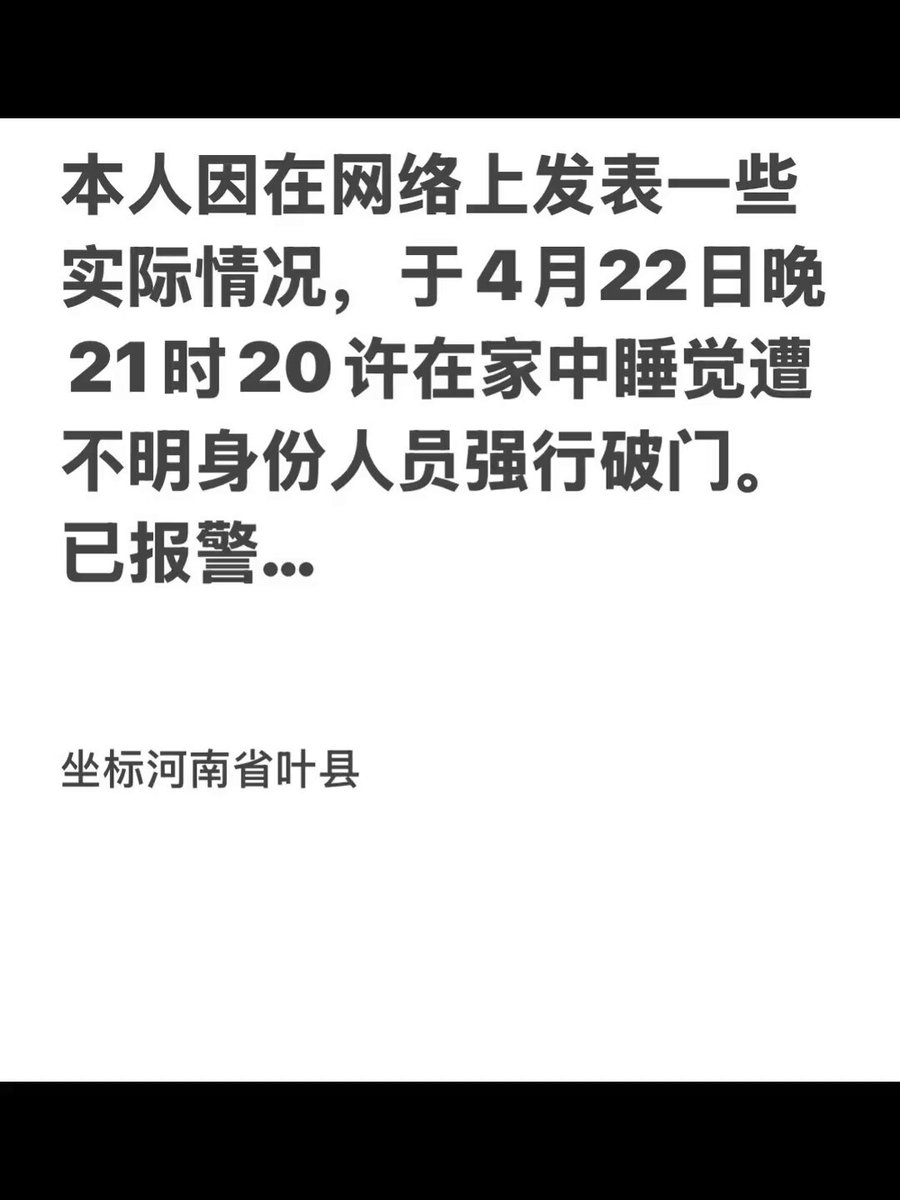 本人因在网络上发表一些
实际情况，于4月22日晚
21时20许在家中睡觉遭
不明身份人员强行破门。
已报警...
坐标河南省叶县